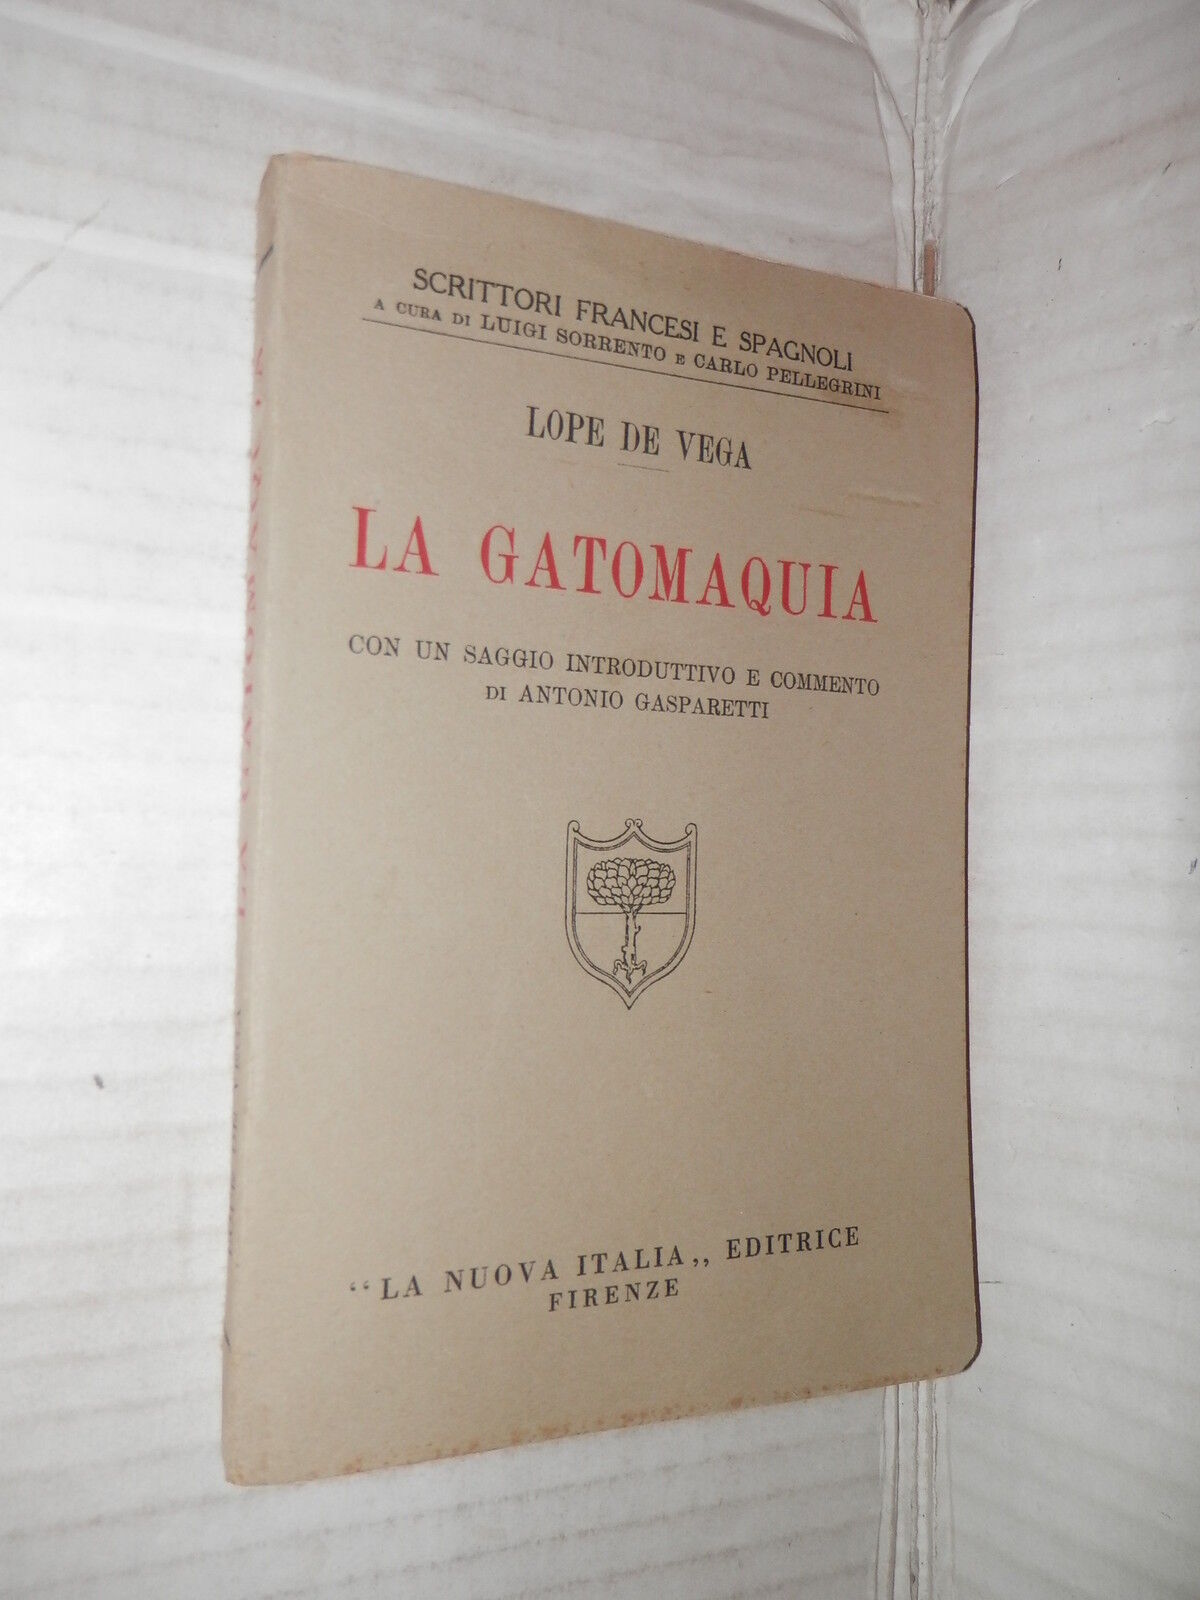 SCRITTORI FRANCESI E SPAGNOLI
A CURA DI LUIGI SORRENTO E CARLO PELLEGRINI
LOPE DE VEGA
LA GATOMAQUIA
CON UN SAGGIO INTRODUTTIVO E COMMENTO
DI ANTONIO GASPARETTI
“LA NUOVA ITALIA„ EDITRICE
FIRENZE